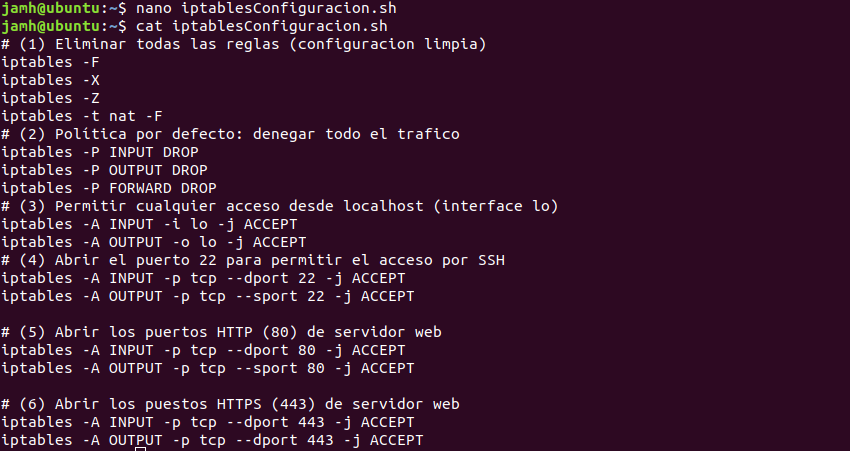 jamh@ubuntu:~$ nano iptablesConfiguracion.sh
jamh@ubuntu:~$ cat iptablesConfiguracion.sh
# (1) Eliminar todas las reglas (configuracion limpia)
iptables -F
iptables -X
iptables -Z
iptables -t nat -F
# (2) Política por defecto: denegar todo el trafico
iptables -P INPUT DROP
iptables -P OUTPUT DROP
iptables -P FORWARD DROP
# (3) Permitir cualquier acceso desde localhost (interface lo)
iptables -A INPUT -i lo -j ACCEPT
iptables -A OUTPUT -o lo -j ACCEPT
# (4) Abrir el puerto 22 para permitir el acceso por SSH
iptables -A INPUT -p tcp --dport 22 -j ACCEPT
iptables -A OUTPUT -p tcp --sport 22 -j ACCEPT
# (5) Abrir los puertos HTTP (80) de servidor web
iptables -A INPUT -p tcp --dport 80 -j ACCEPT
iptables -A OUTPUT -p tcp --sport 80 -j ACCEPT
# (6) Abrir los puestos HTTPS (443) de servidor web
iptables -A INPUT -p tcp --dport 443 -j ACCEPT
iptables -A OUTPUT -p tcp --dport 443 -j ACCEPT